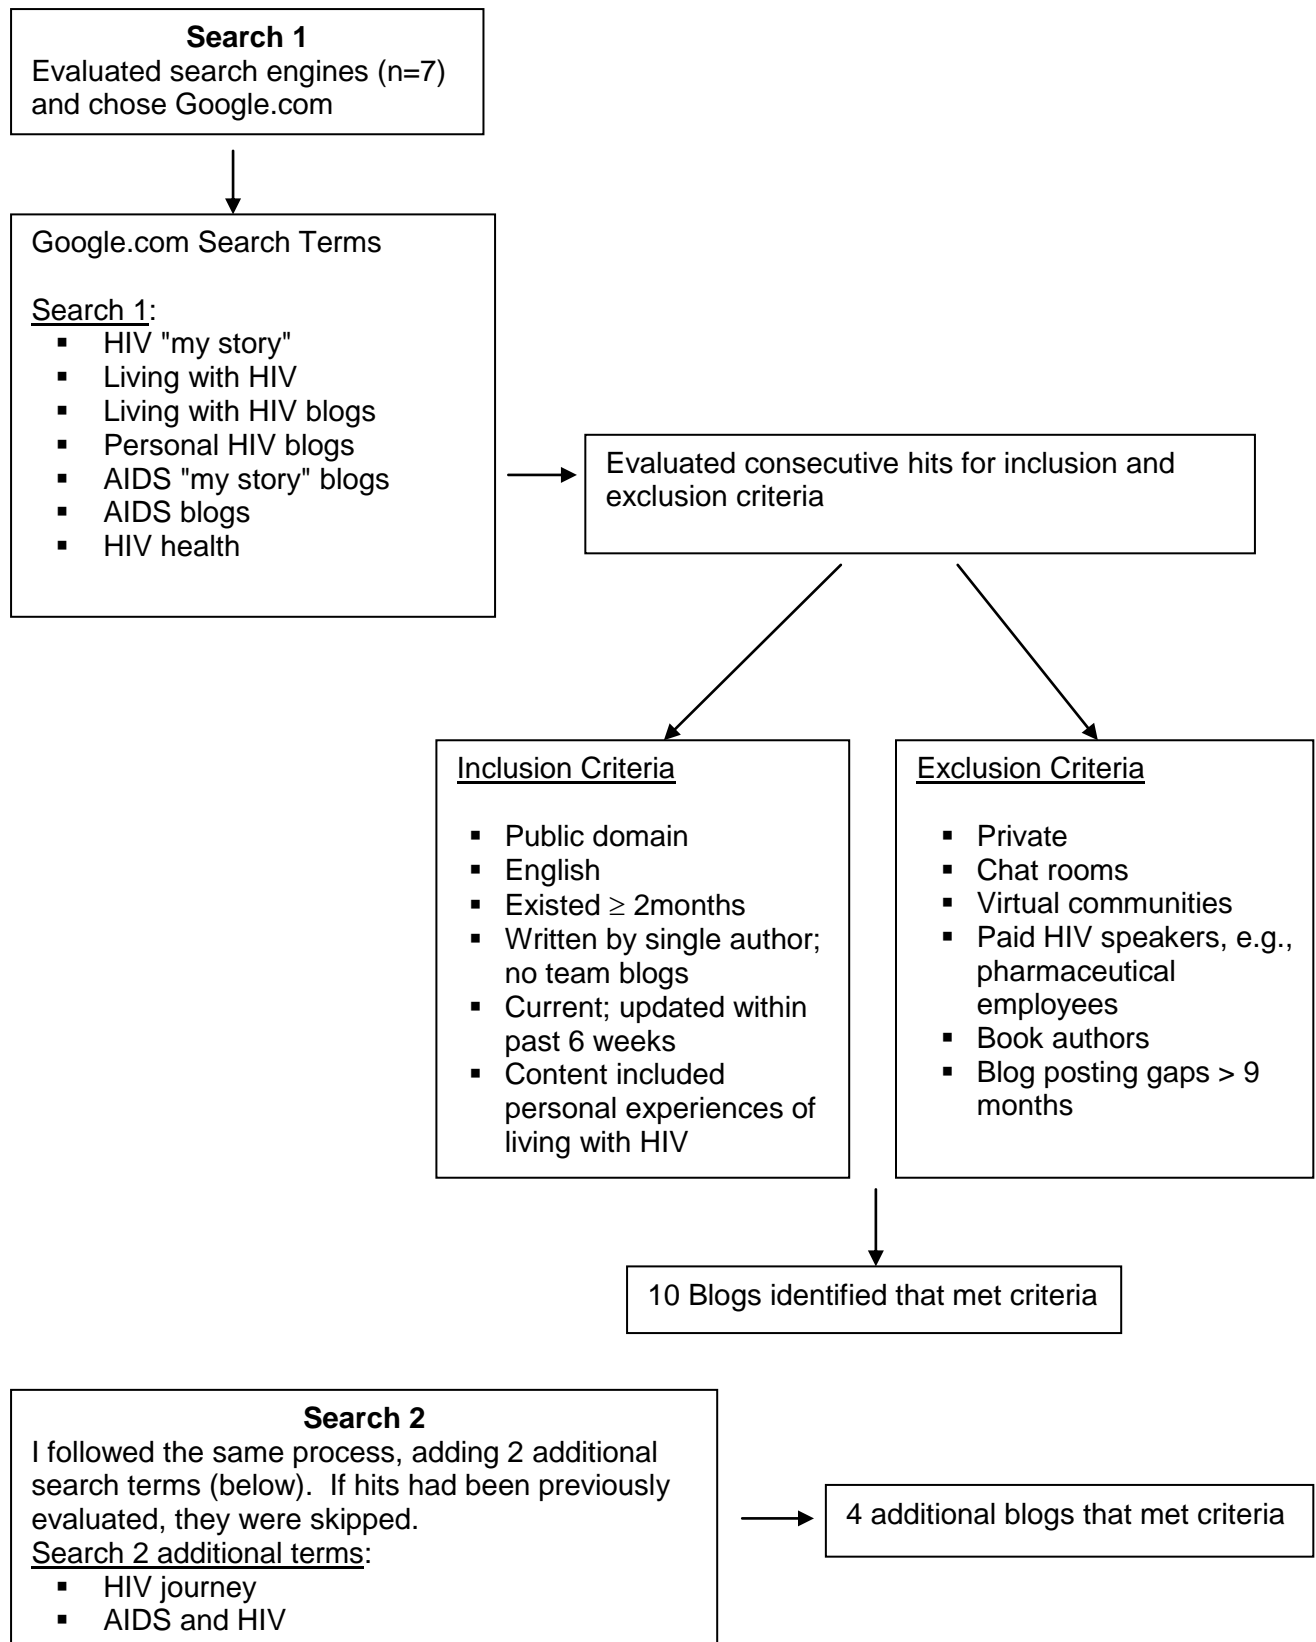 Search 1
Evaluated search engines (n=7)
and chose Google.com
Google.com Search Terms
Search 1:
▪ HIV "my story"
▪ Living with HIV
▪ Living with HIV blogs
▪ Personal HIV blogs
▪ AIDS "my story" blogs
▪ AIDS blogs
▪ HIV health
Evaluated consecutive hits for inclusion and
exclusion criteria
Inclusion Criteria
▪ Public domain
▪ English
▪ Existed ≥ 2months
▪ Written by single author;
no team blogs
▪ Current; updated within
past 6 weeks
▪ Content included
personal experiences of
living with HIV
Exclusion Criteria
▪ Private
▪ Chat rooms
▪ Virtual communities
▪ Paid HIV speakers, e.g.,
pharmaceutical
employees
▪ Book authors
▪ Blog posting gaps > 9
months
10 Blogs identified that met criteria
Search 2
I followed the same process, adding 2 additional
search terms (below).  If hits had been previously
evaluated, they were skipped.
Search 2 additional terms:
▪ HIV journey
▪ AIDS and HIV
4 additional blogs that met criteria